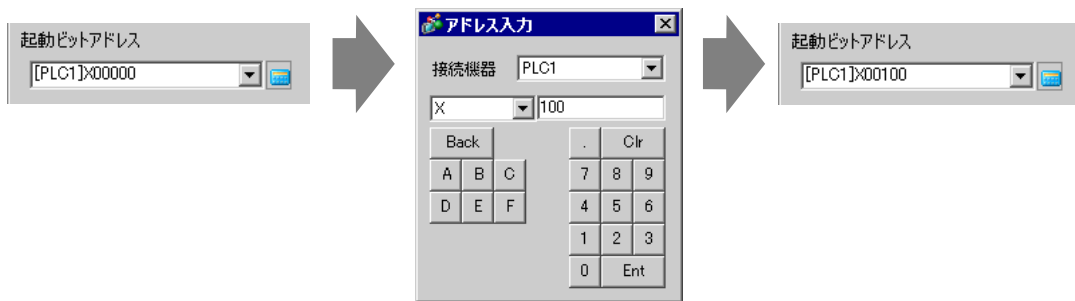 起動ビットアドレス
[PLC1]X00000
アドレス入力
接続機器 PLC1
X 100
Back . Clr
A B C 7 8 9
D E F 4 5 6
1 2 3
0 Ent
起動ビットアドレス
[PLC1]X00100